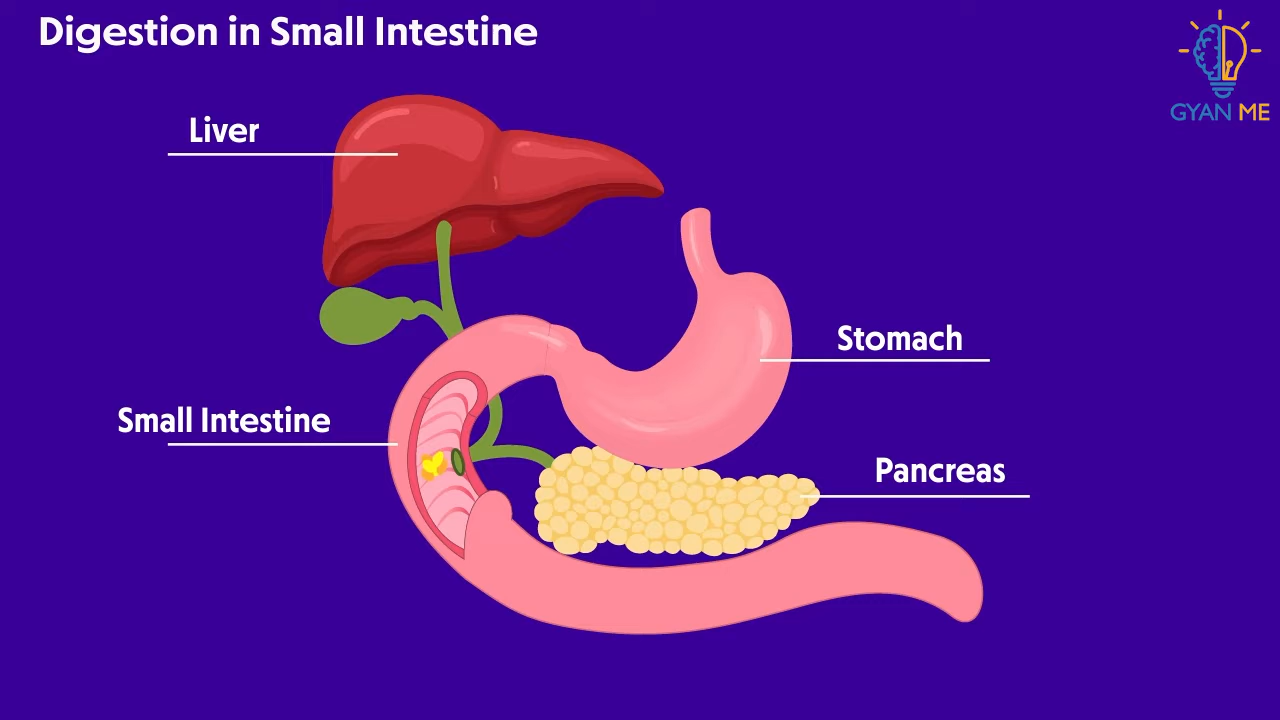 Digestion in Small Intestine
GYAN ME
Liver
Stomach
Small Intestine
Pancreas